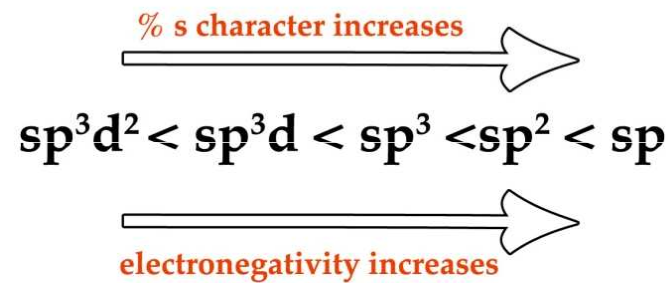 % s character increases
sp³d² < sp³d < sp³ <sp² < sp
electronegativity increases